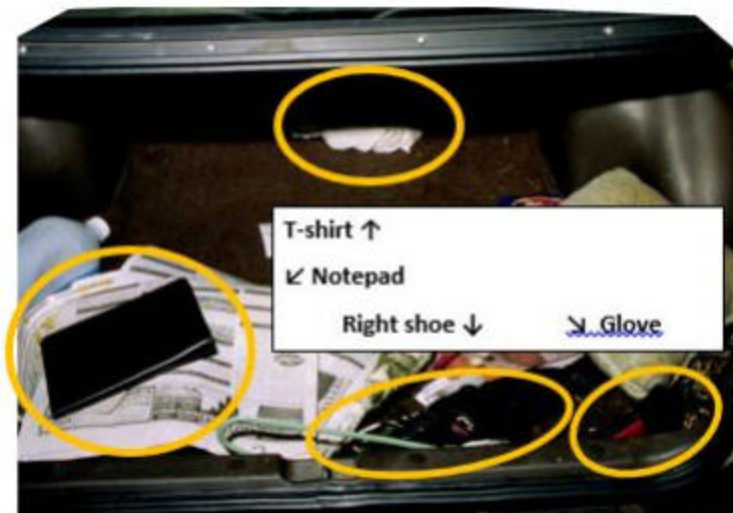 T-shirt ↑
↙ Notepad
Right shoe ↓ ↘ Glove